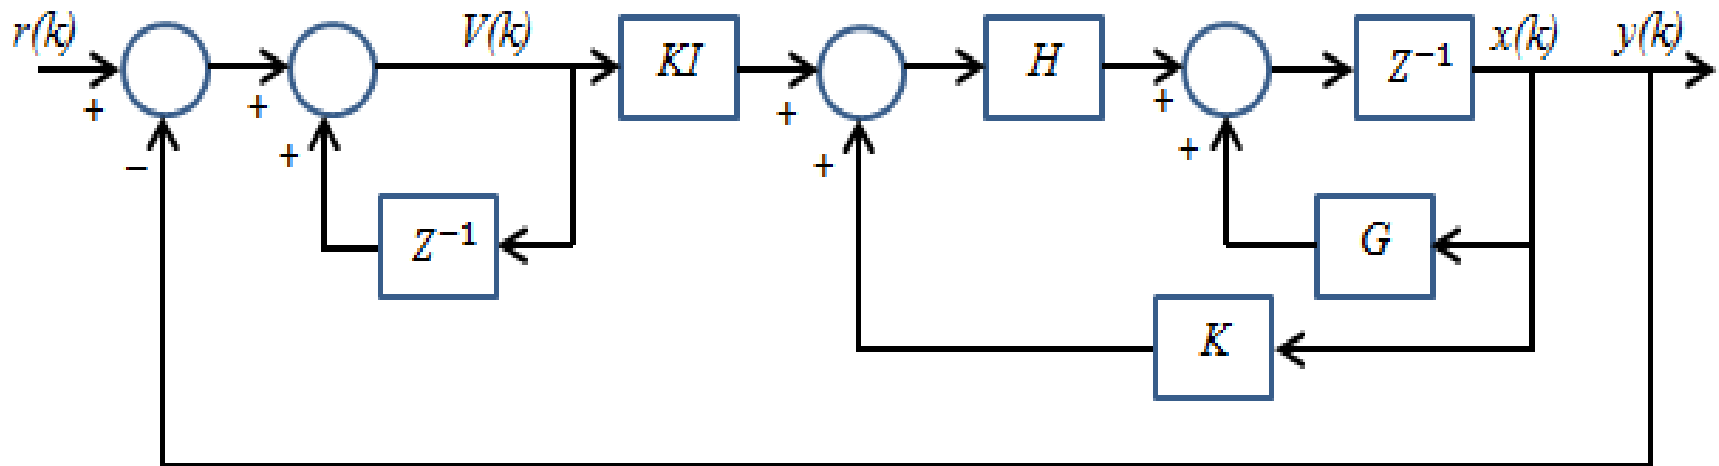 r(k)
V(k)
KI
H
Z⁻¹
x(k)
y(k)
+
+
+
+
+
+
+
−
Z⁻¹
G
K